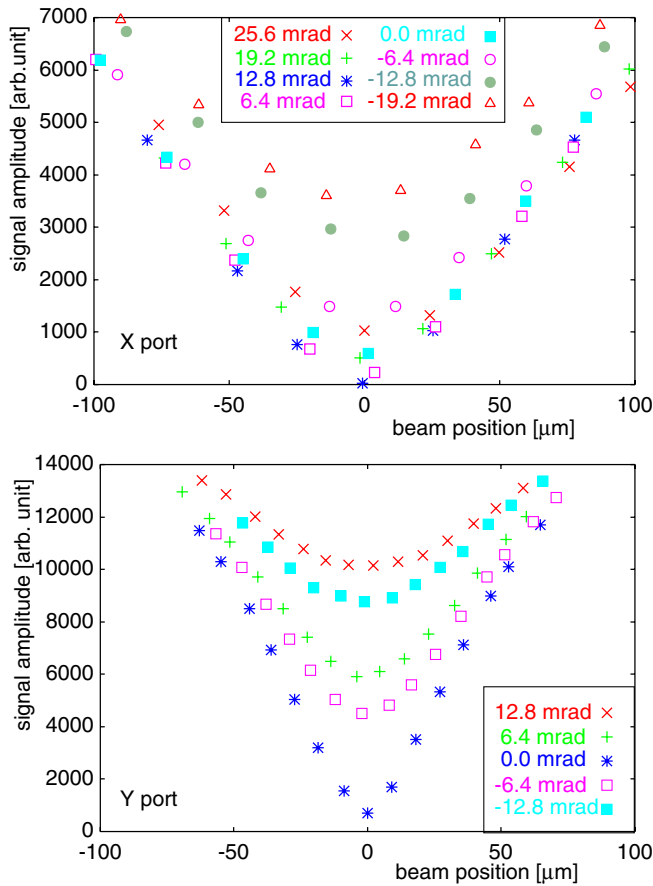 7000
6000
5000
4000
3000
2000
1000
0
signal amplitude [arb.unit]
25.6 mrad
19.2 mrad
12.8 mrad
6.4 mrad
0.0 mrad
-6.4 mrad
-12.8 mrad
-19.2 mrad
X port
-100
-50
0
50
100
beam position [μm]
14000
12000
10000
8000
6000
4000
2000
0
signal amplitude [arb. unit]
12.8 mrad
6.4 mrad
0.0 mrad
-6.4 mrad
-12.8 mrad
Y port
-100
-50
0
50
100
beam position [μm]